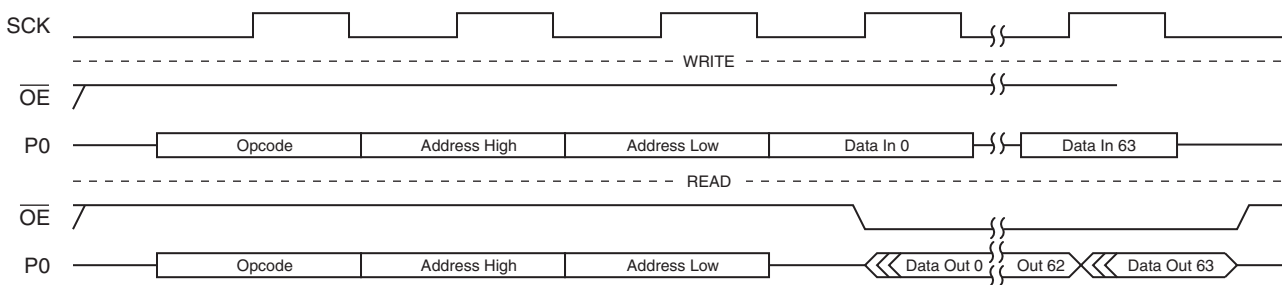 SCK
WRITE
OE
P0 Opcode Address High Address Low Data In 0 Data In 63
READ
OE
P0 Opcode Address High Address Low Data Out 0 Out 62 Data Out 63